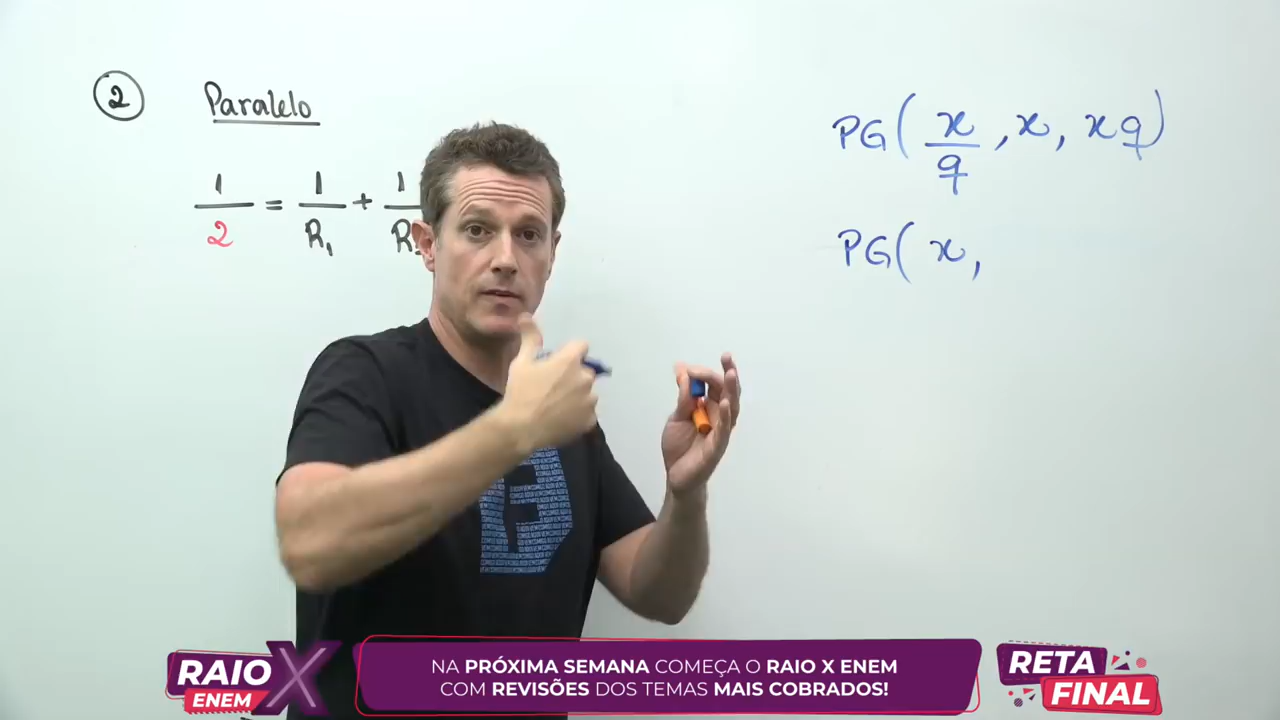 2 Paralelo
1/2 = 1/R₁ + 1/R
PG( x/q , x, xq)
PG( x,
RAIO X
ENEM
NA PRÓXIMA SEMANA COMEÇA O RAIO X ENEM
COM REVISÕES DOS TEMAS MAIS COBRADOS!
RETA
FINAL